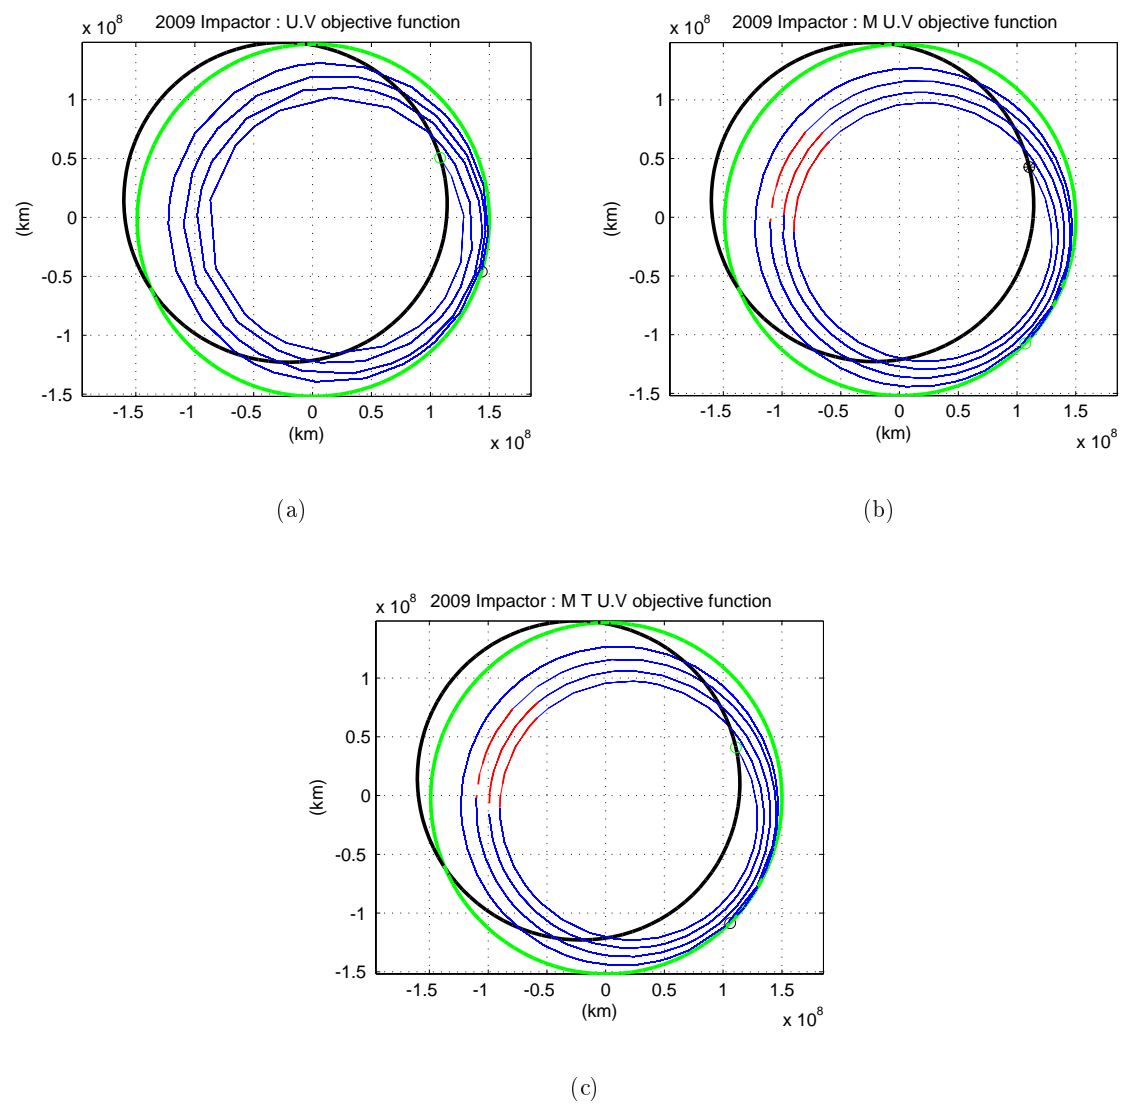 x 10^8 2009 Impactor : U.V objective function
1
0.5
0
-0.5
-1
-1.5
(km)
-1.5 -1 -0.5 0 0.5 1 1.5
(km)
x 10^8
(a)
x 10^8 2009 Impactor : M U.V objective function
1
0.5
0
-0.5
-1
-1.5
(km)
-1.5 -1 -0.5 0 0.5 1 1.5
(km)
x 10^8
(b)
x 10^8 2009 Impactor : M T U.V objective function
1
0.5
0
-0.5
-1
-1.5
(km)
-1.5 -1 -0.5 0 0.5 1 1.5
(km)
x 10^8
(c)